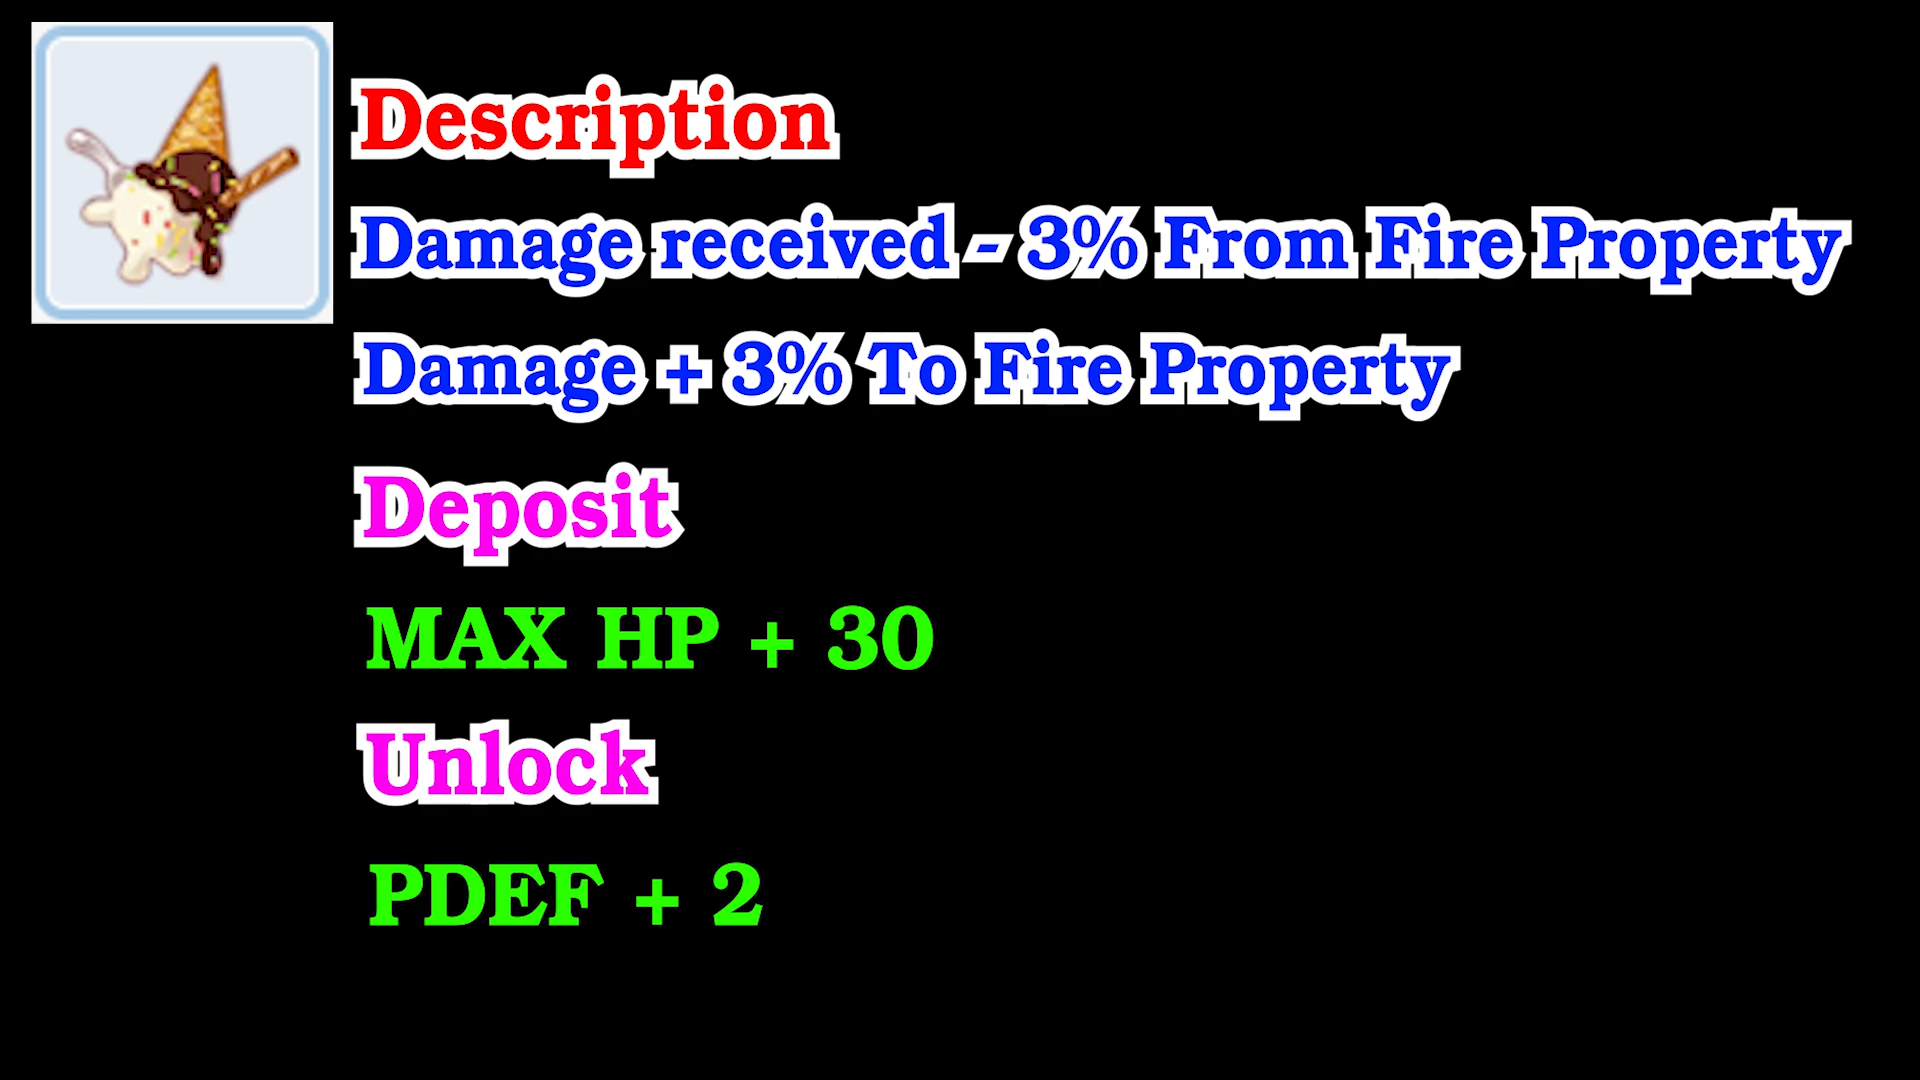 Description
Damage received - 3% From Fire Property
Damage + 3% To Fire Property
Deposit
MAX HP + 30
Unlock
PDEF + 2